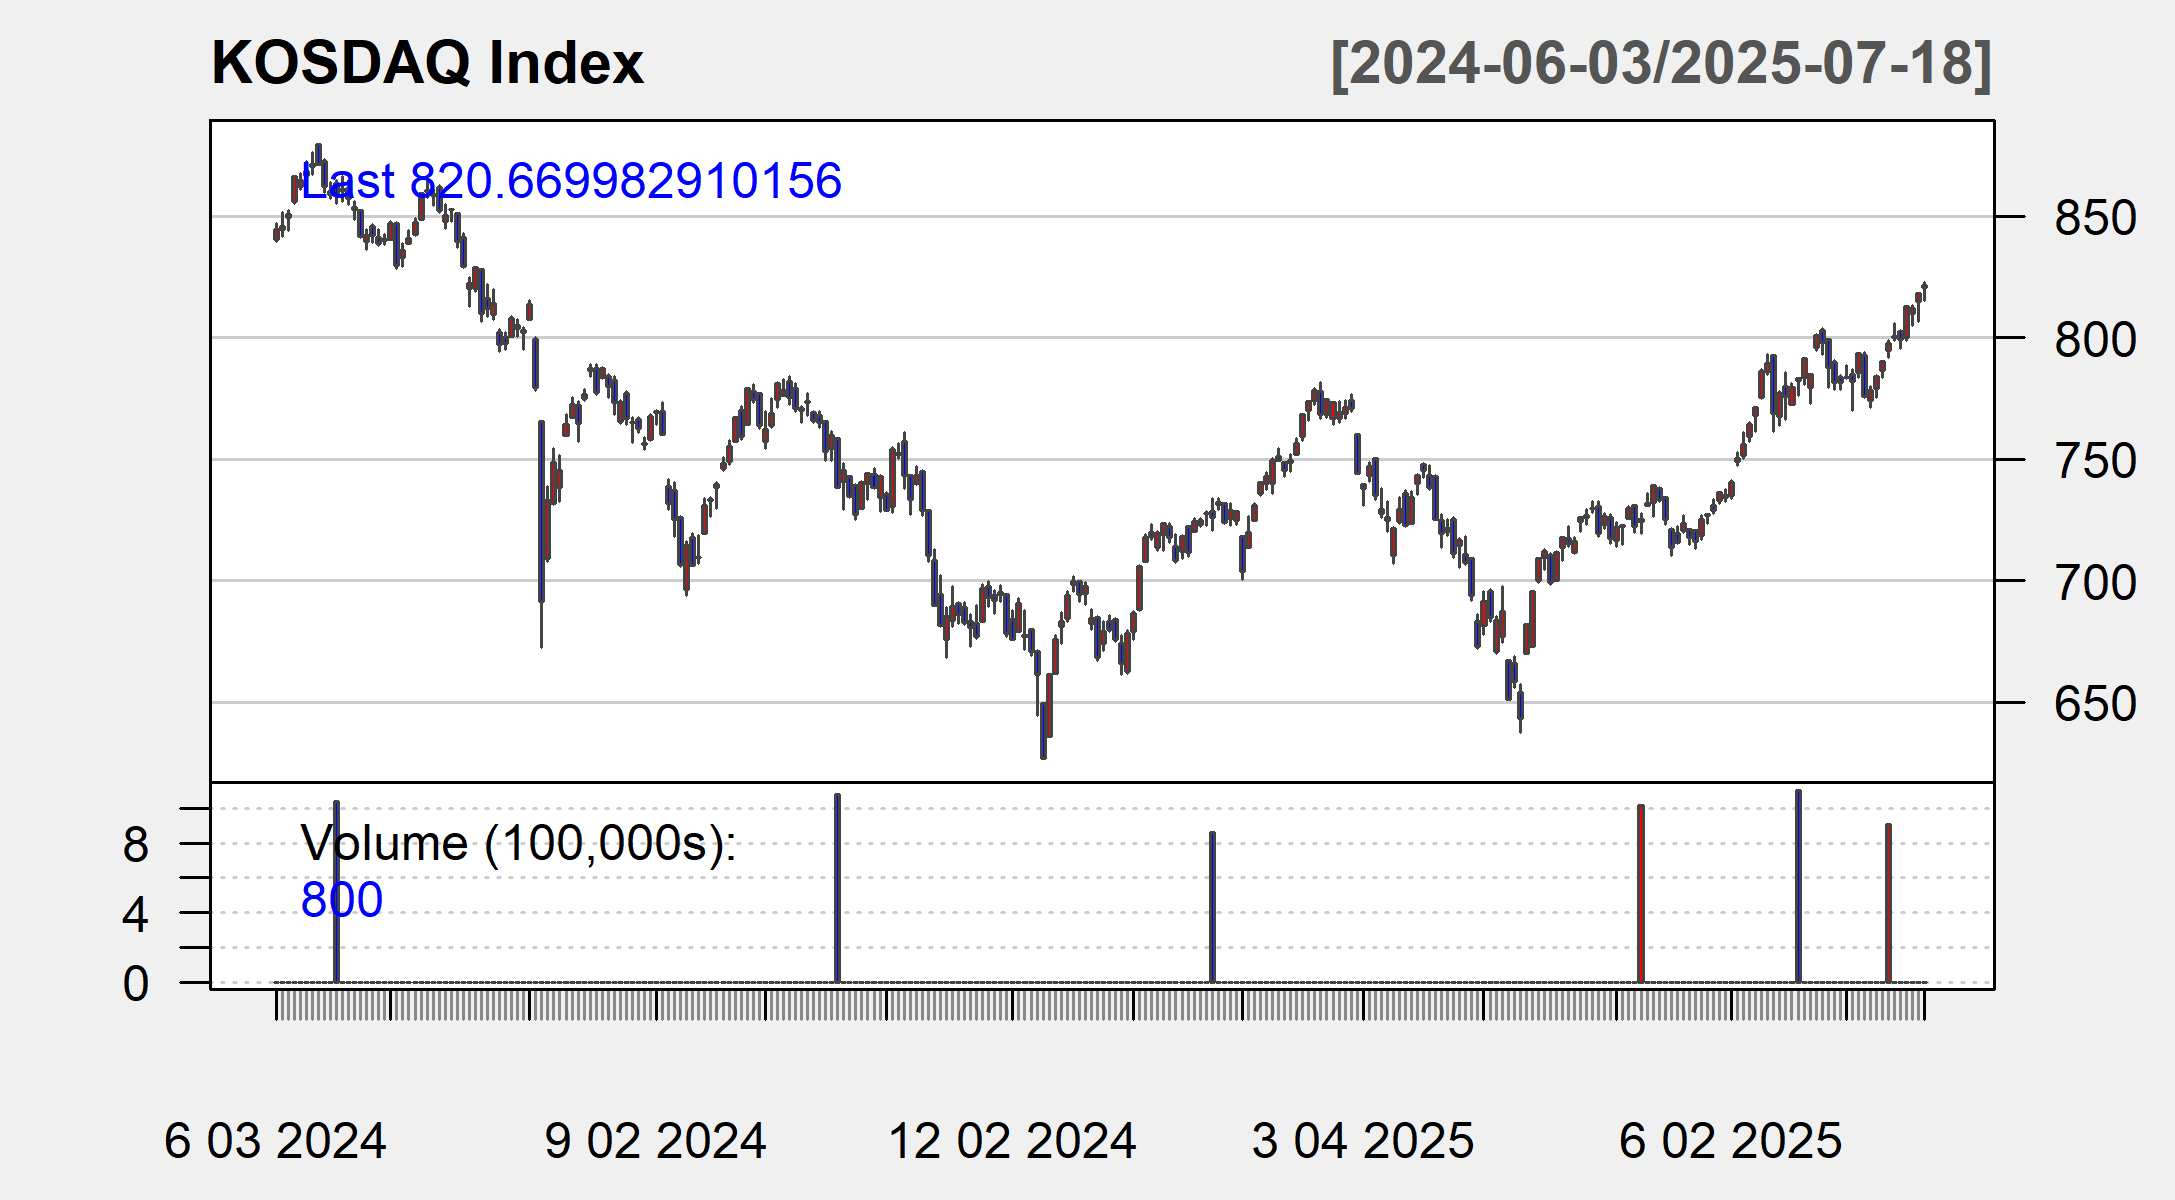 KOSDAQ Index
[2024-06-03/2025-07-18]
Last 820.669982910156
850
800
750
700
650
Volume (100,000s):
800
8
4
0
6 03 2024
9 02 2024
12 02 2024
3 04 2025
6 02 2025